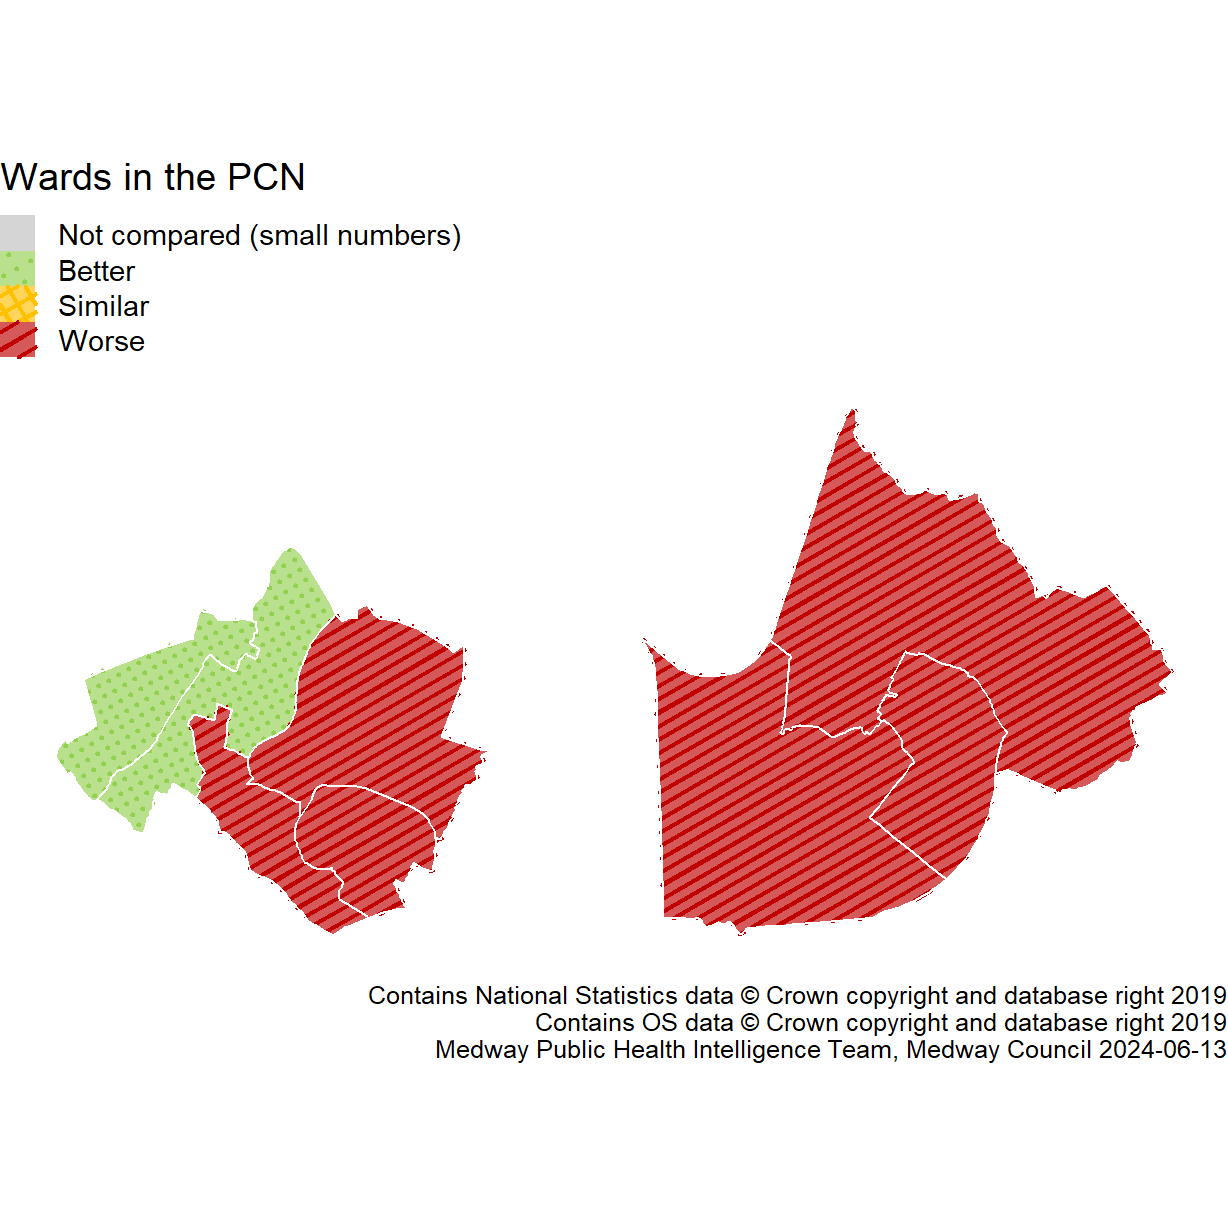 Wards in the PCN
Not compared (small numbers)
Better
Similar
Worse
Contains National Statistics data © Crown copyright and database right 2019
Contains OS data © Crown copyright and database right 2019
Medway Public Health Intelligence Team, Medway Council 2024-06-13